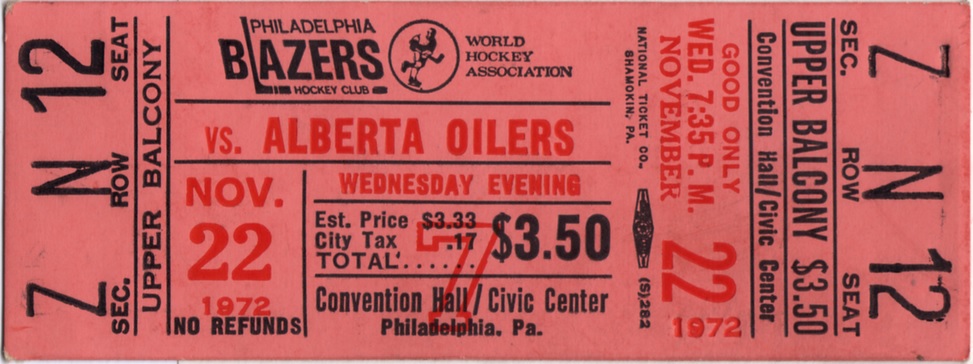 SEAT 12
ROW N
SEC. 7
UPPER BALCONY
PHILADELPHIA
BLAZERS
HOCKEY CLUB
WORLD
HOCKEY
ASSOCIATION
VS. ALBERTA OILERS
NOV.
22
1972
NO REFUNDS
WEDNESDAY EVENING
Est. Price $3.33
City Tax .17
TOTAL...... $3.50
7
Convention Hall/Civic Center
Philadelphia, Pa.
NATIONAL TICKET CO.
SHAMOKIN, PA.
(S)282
GOOD ONLY
WED. 7:35 P.M.
NOVEMBER
22
1972
Convention Hall/Civic Center
UPPER BALCONY $3.50
SEC. 7
ROW N
SEAT 12